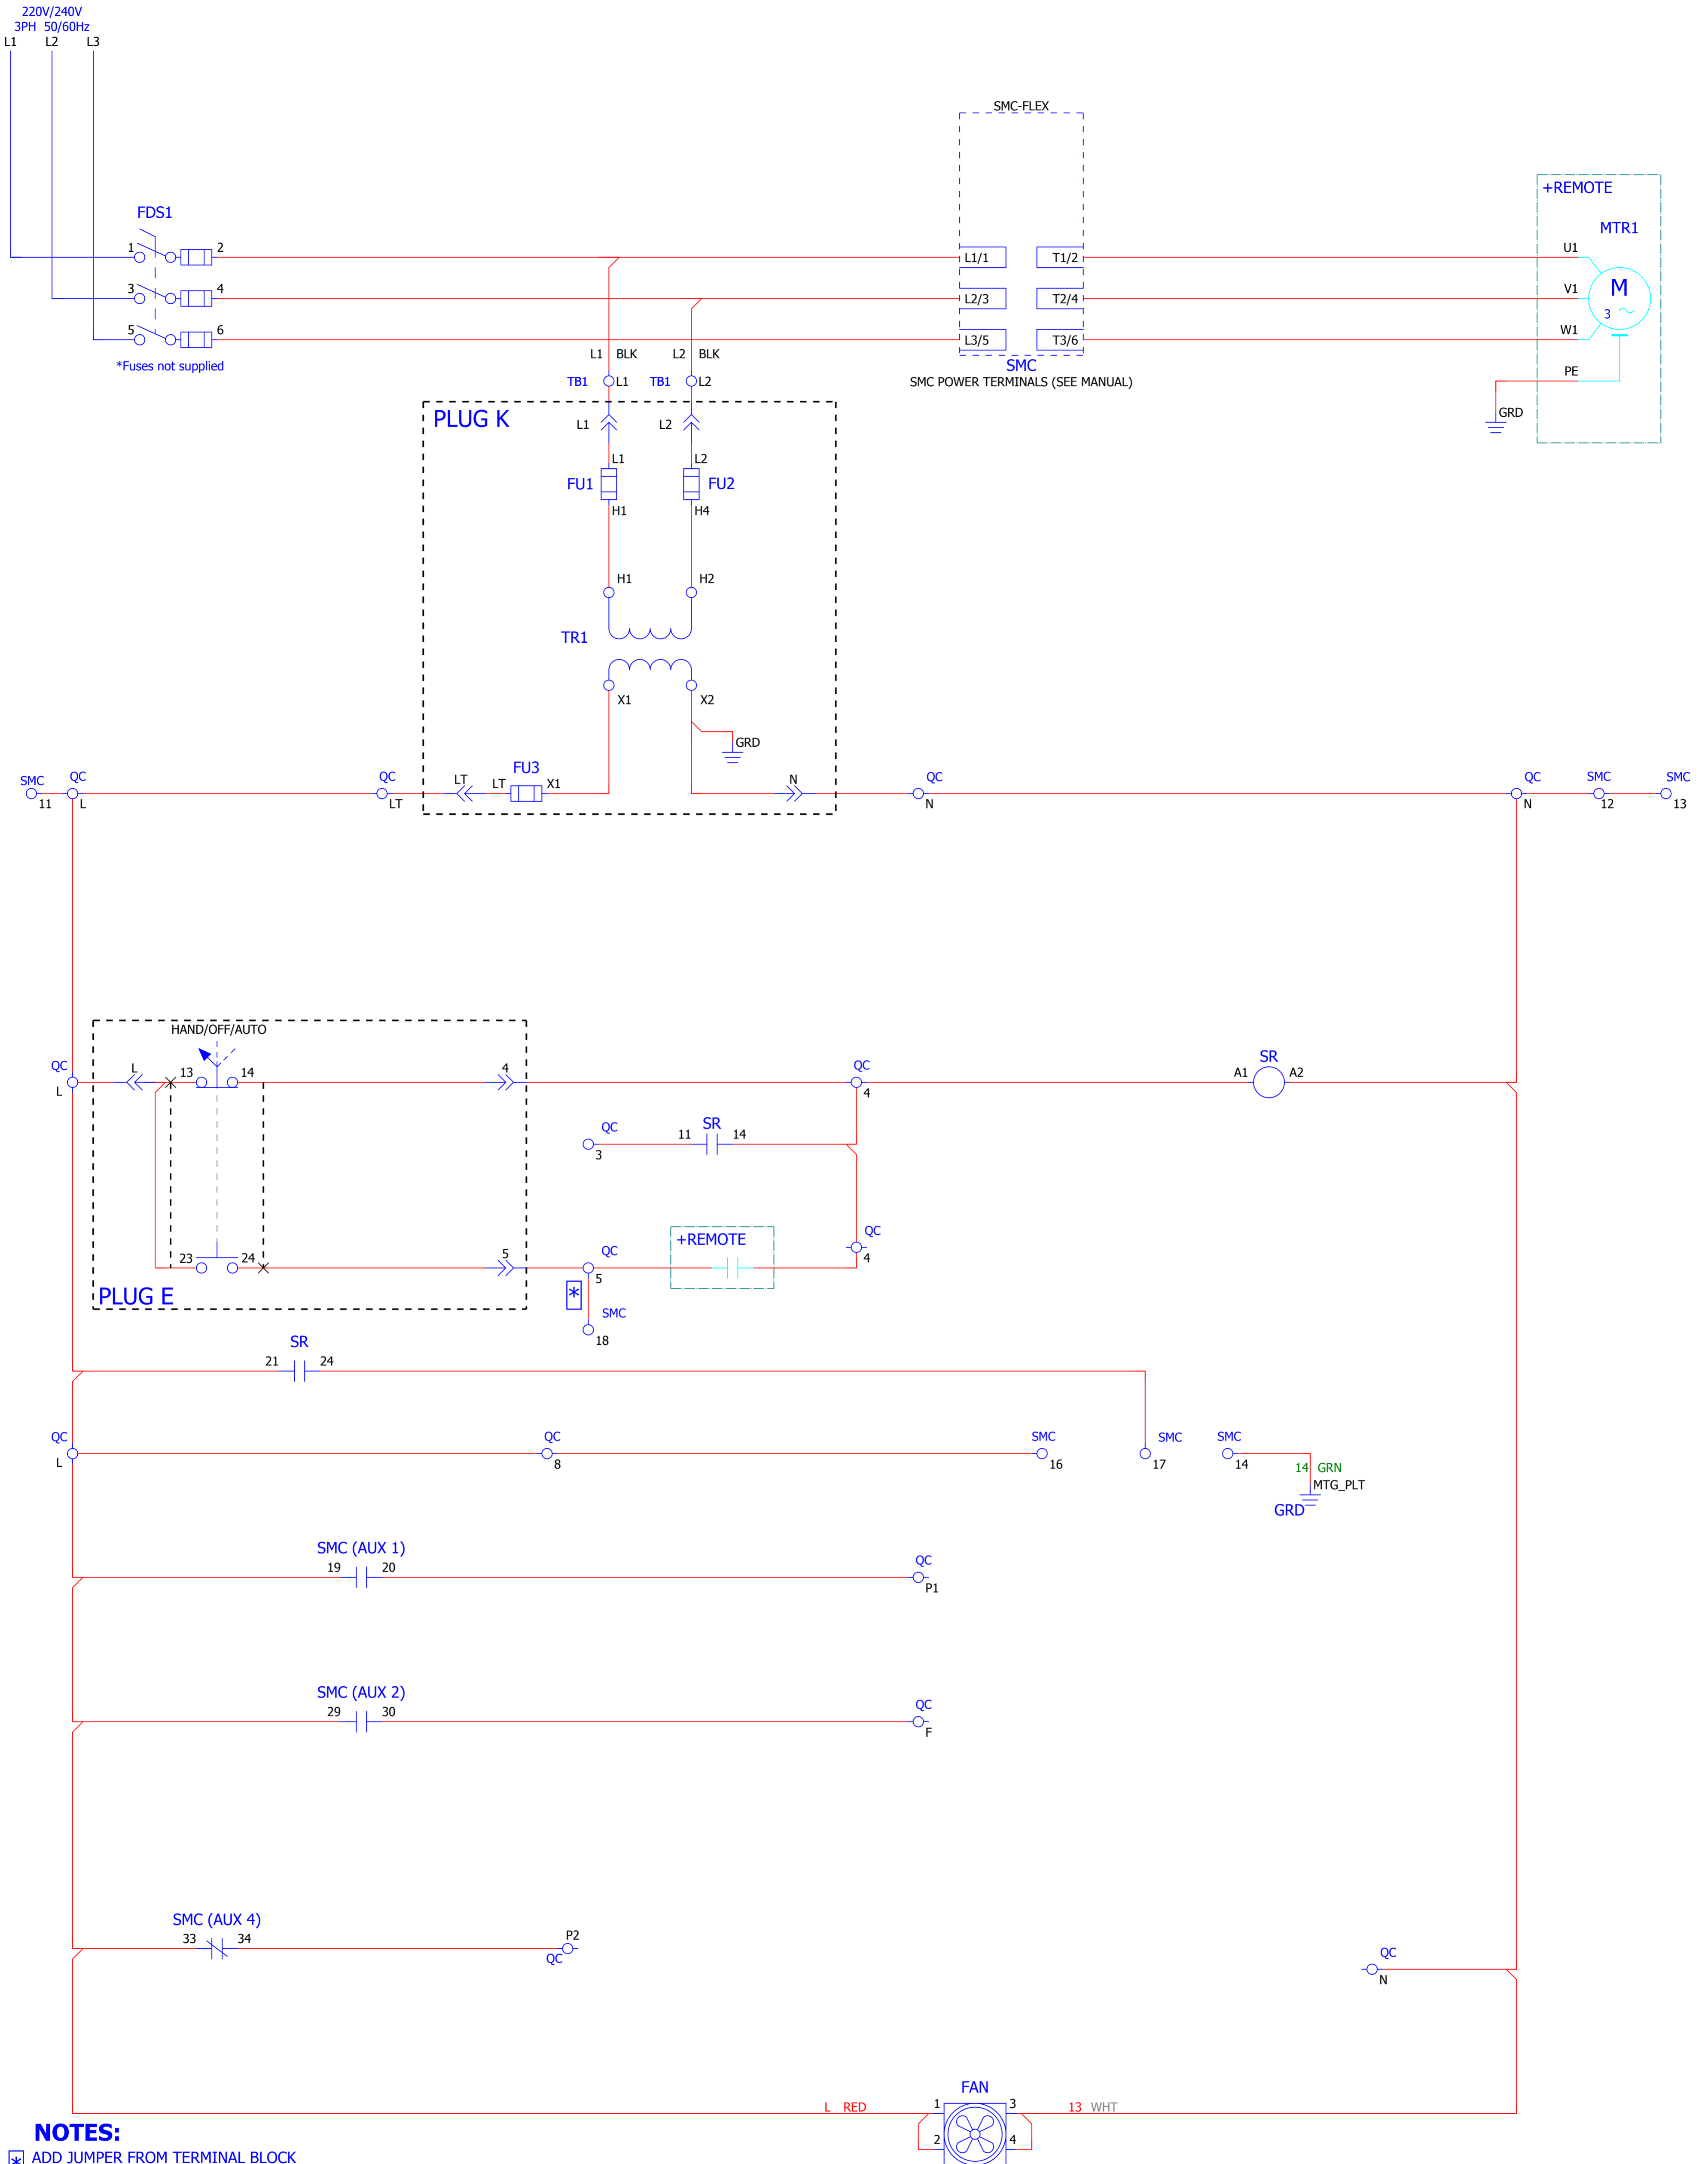 220V/240V
3PH 50/60Hz
L1 L2 L3
SMC-FLEX
+REMOTE
MTR1
FDS1
1 2 L1/1 T1/2 U1
3 4 L2/3 T2/4 V1
M
3
5 6 L3/5 T3/6 W1
*Fuses not supplied
L1 BLK L2 BLK
SMC
SMC POWER TERMINALS (SEE MANUAL)
PE
TB1 L1 TB1 L2
GRD
PLUG K
L1 L2
L1 L2
FU1 FU2
H1 H4
H1 H2
TR1
X1 X2
GRD
SMC QC QC LT LT FU3 X1 N QC QC SMC SMC
11 L LT N N 12 13
HAND/OFF/AUTO
QC L 13 14 4 QC SR
A1 A2
L 4
QC 11 SR 14
3
+REMOTE QC
4
23 24 5 QC
5
PLUG E
* SMC
18
SR
21 24
QC QC SMC SMC SMC
L 8 16 17 14
14 GRN
MTG_PLT
GRD
SMC (AUX 1)
19 20 QC
P1
SMC (AUX 2)
29 30 QC
F
SMC (AUX 4)
33 34 P2
QC
QC
N
FAN
L RED 1 3 13 WHT
2 4
NOTES:
* ADD JUMPER FROM TERMINAL BLOCK